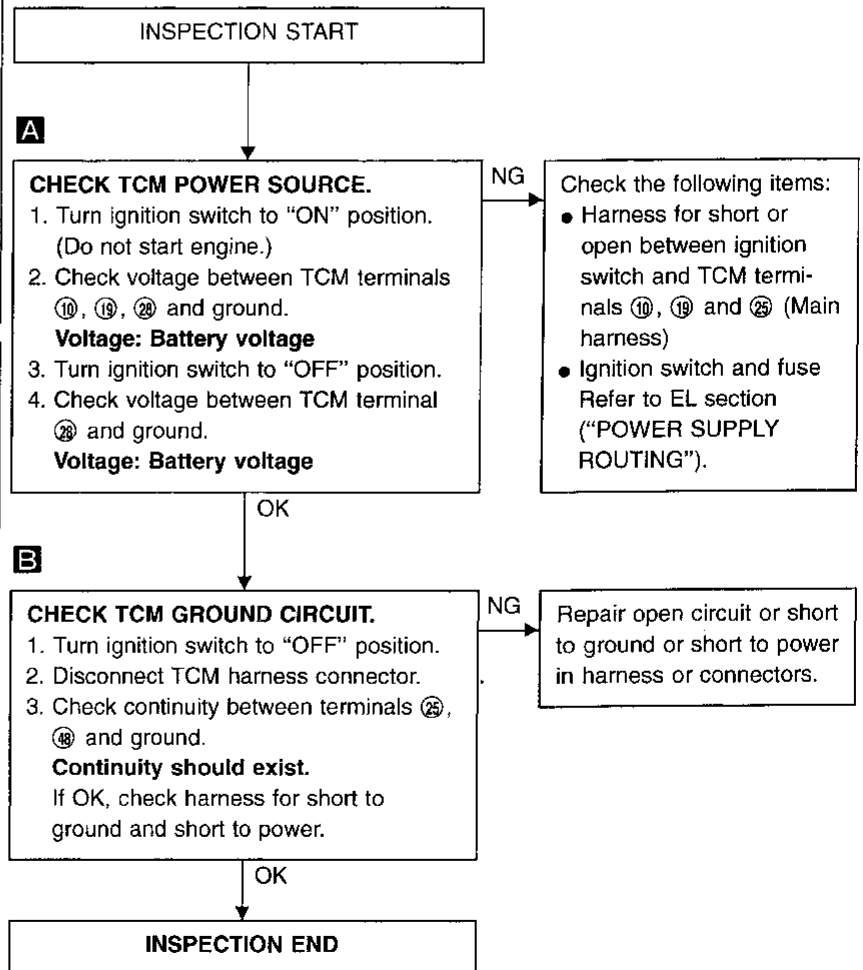 INSPECTION START
A
CHECK TCM POWER SOURCE.
1. Turn ignition switch to “ON” position.
(Do not start engine.)
2. Check voltage between TCM terminals
⑩, ⑲, ㉘ and ground.
Voltage: Battery voltage
3. Turn ignition switch to “OFF” position.
4. Check voltage between TCM terminal
㉘ and ground.
Voltage: Battery voltage
NG
Check the following items:
● Harness for short or
open between ignition
switch and TCM termi-
nals ⑩, ⑲ and ㉕ (Main
harness)
● Ignition switch and fuse
Refer to EL section
(“POWER SUPPLY
ROUTING”).
OK
B
CHECK TCM GROUND CIRCUIT.
1. Turn ignition switch to “OFF” position.
2. Disconnect TCM harness connector.
3. Check continuity between terminals ㉕,
㊽ and ground.
Continuity should exist.
If OK, check harness for short to
ground and short to power.
NG
Repair open circuit or short
to ground or short to power
in harness or connectors.
OK
INSPECTION END